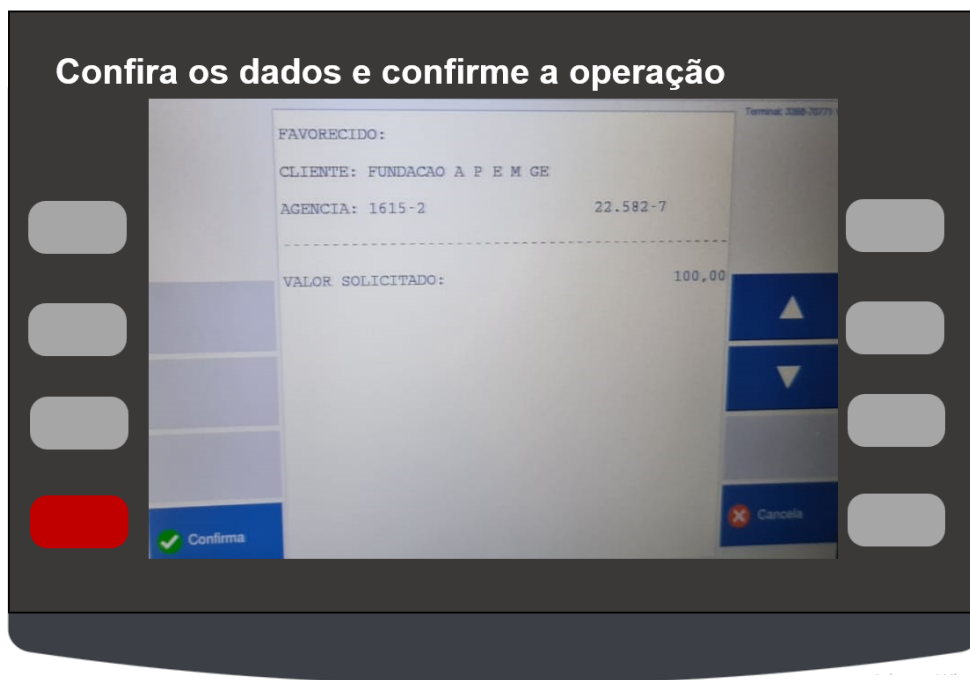 Confira os dados e confirme a operação
FAVORECIDO:
CLIENTE: FUNDACAO A P E M GE
AGENCIA: 1615-2 22.582-7
VALOR SOLICITADO: 100,00
Confirma
Cancela